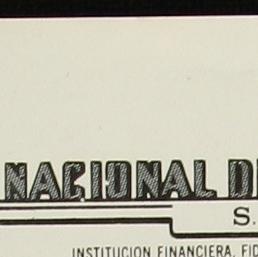 NACIONAL D
S.
INSTITUCION FINANCIERA, FID